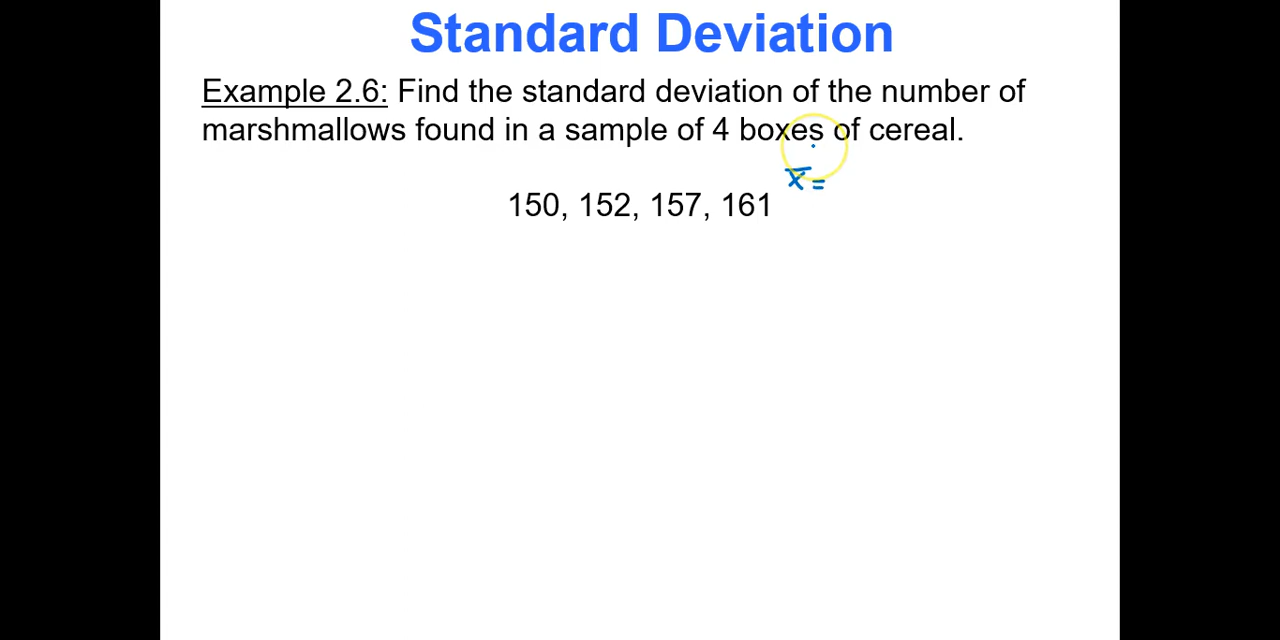 Standard Deviation
Example 2.6: Find the standard deviation of the number of
marshmallows found in a sample of 4 boxes of cereal.
x̅ =
150, 152, 157, 161